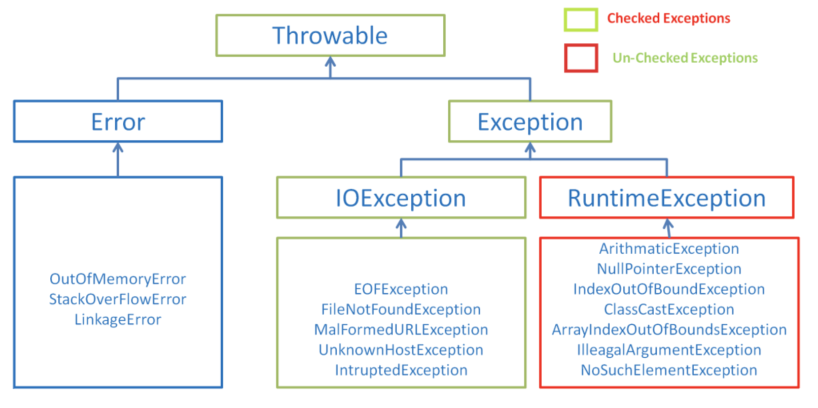 Throwable
Checked Exceptions
Un-Checked Exceptions
Error
Exception
IOException
RuntimeException
OutOfMemoryError
StackOverFlowError
LinkageError
EOFException
FileNotFoundException
MalFormedURLException
UnknownHostException
IntruptedException
ArithmaticException
NullPointerException
IndexOutOfBoundException
ClassCastException
ArrayIndexOutOfBoundsException
IlleagalArgumentException
NoSuchElementException